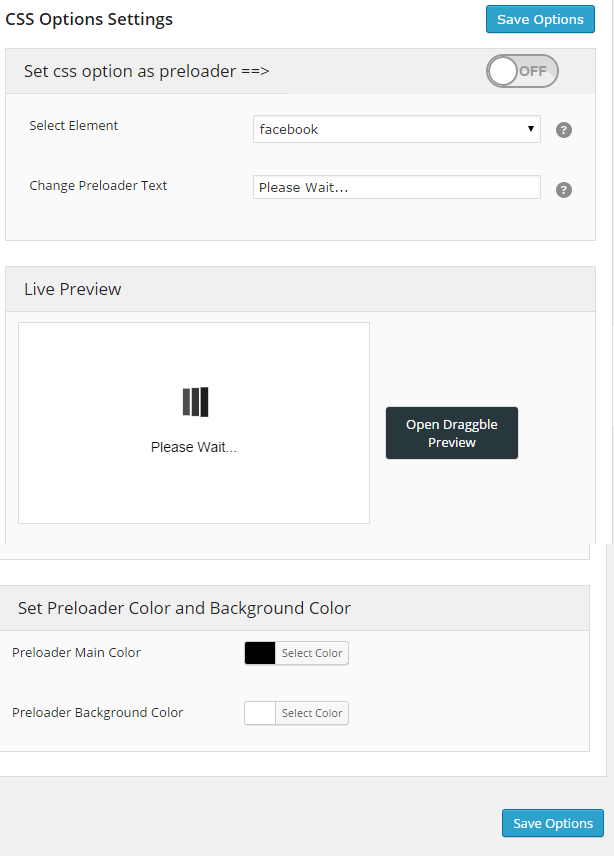 CSS Options Settings
Save Options
Set css option as preloader ==>
OFF
Select Element
facebook
?
Change Preloader Text
Please Wait...
?
Live Preview
Please Wait...
Open Draggble
Preview
Set Preloader Color and Background Color
Preloader Main Color
Select Color
Preloader Background Color
Select Color
Save Options